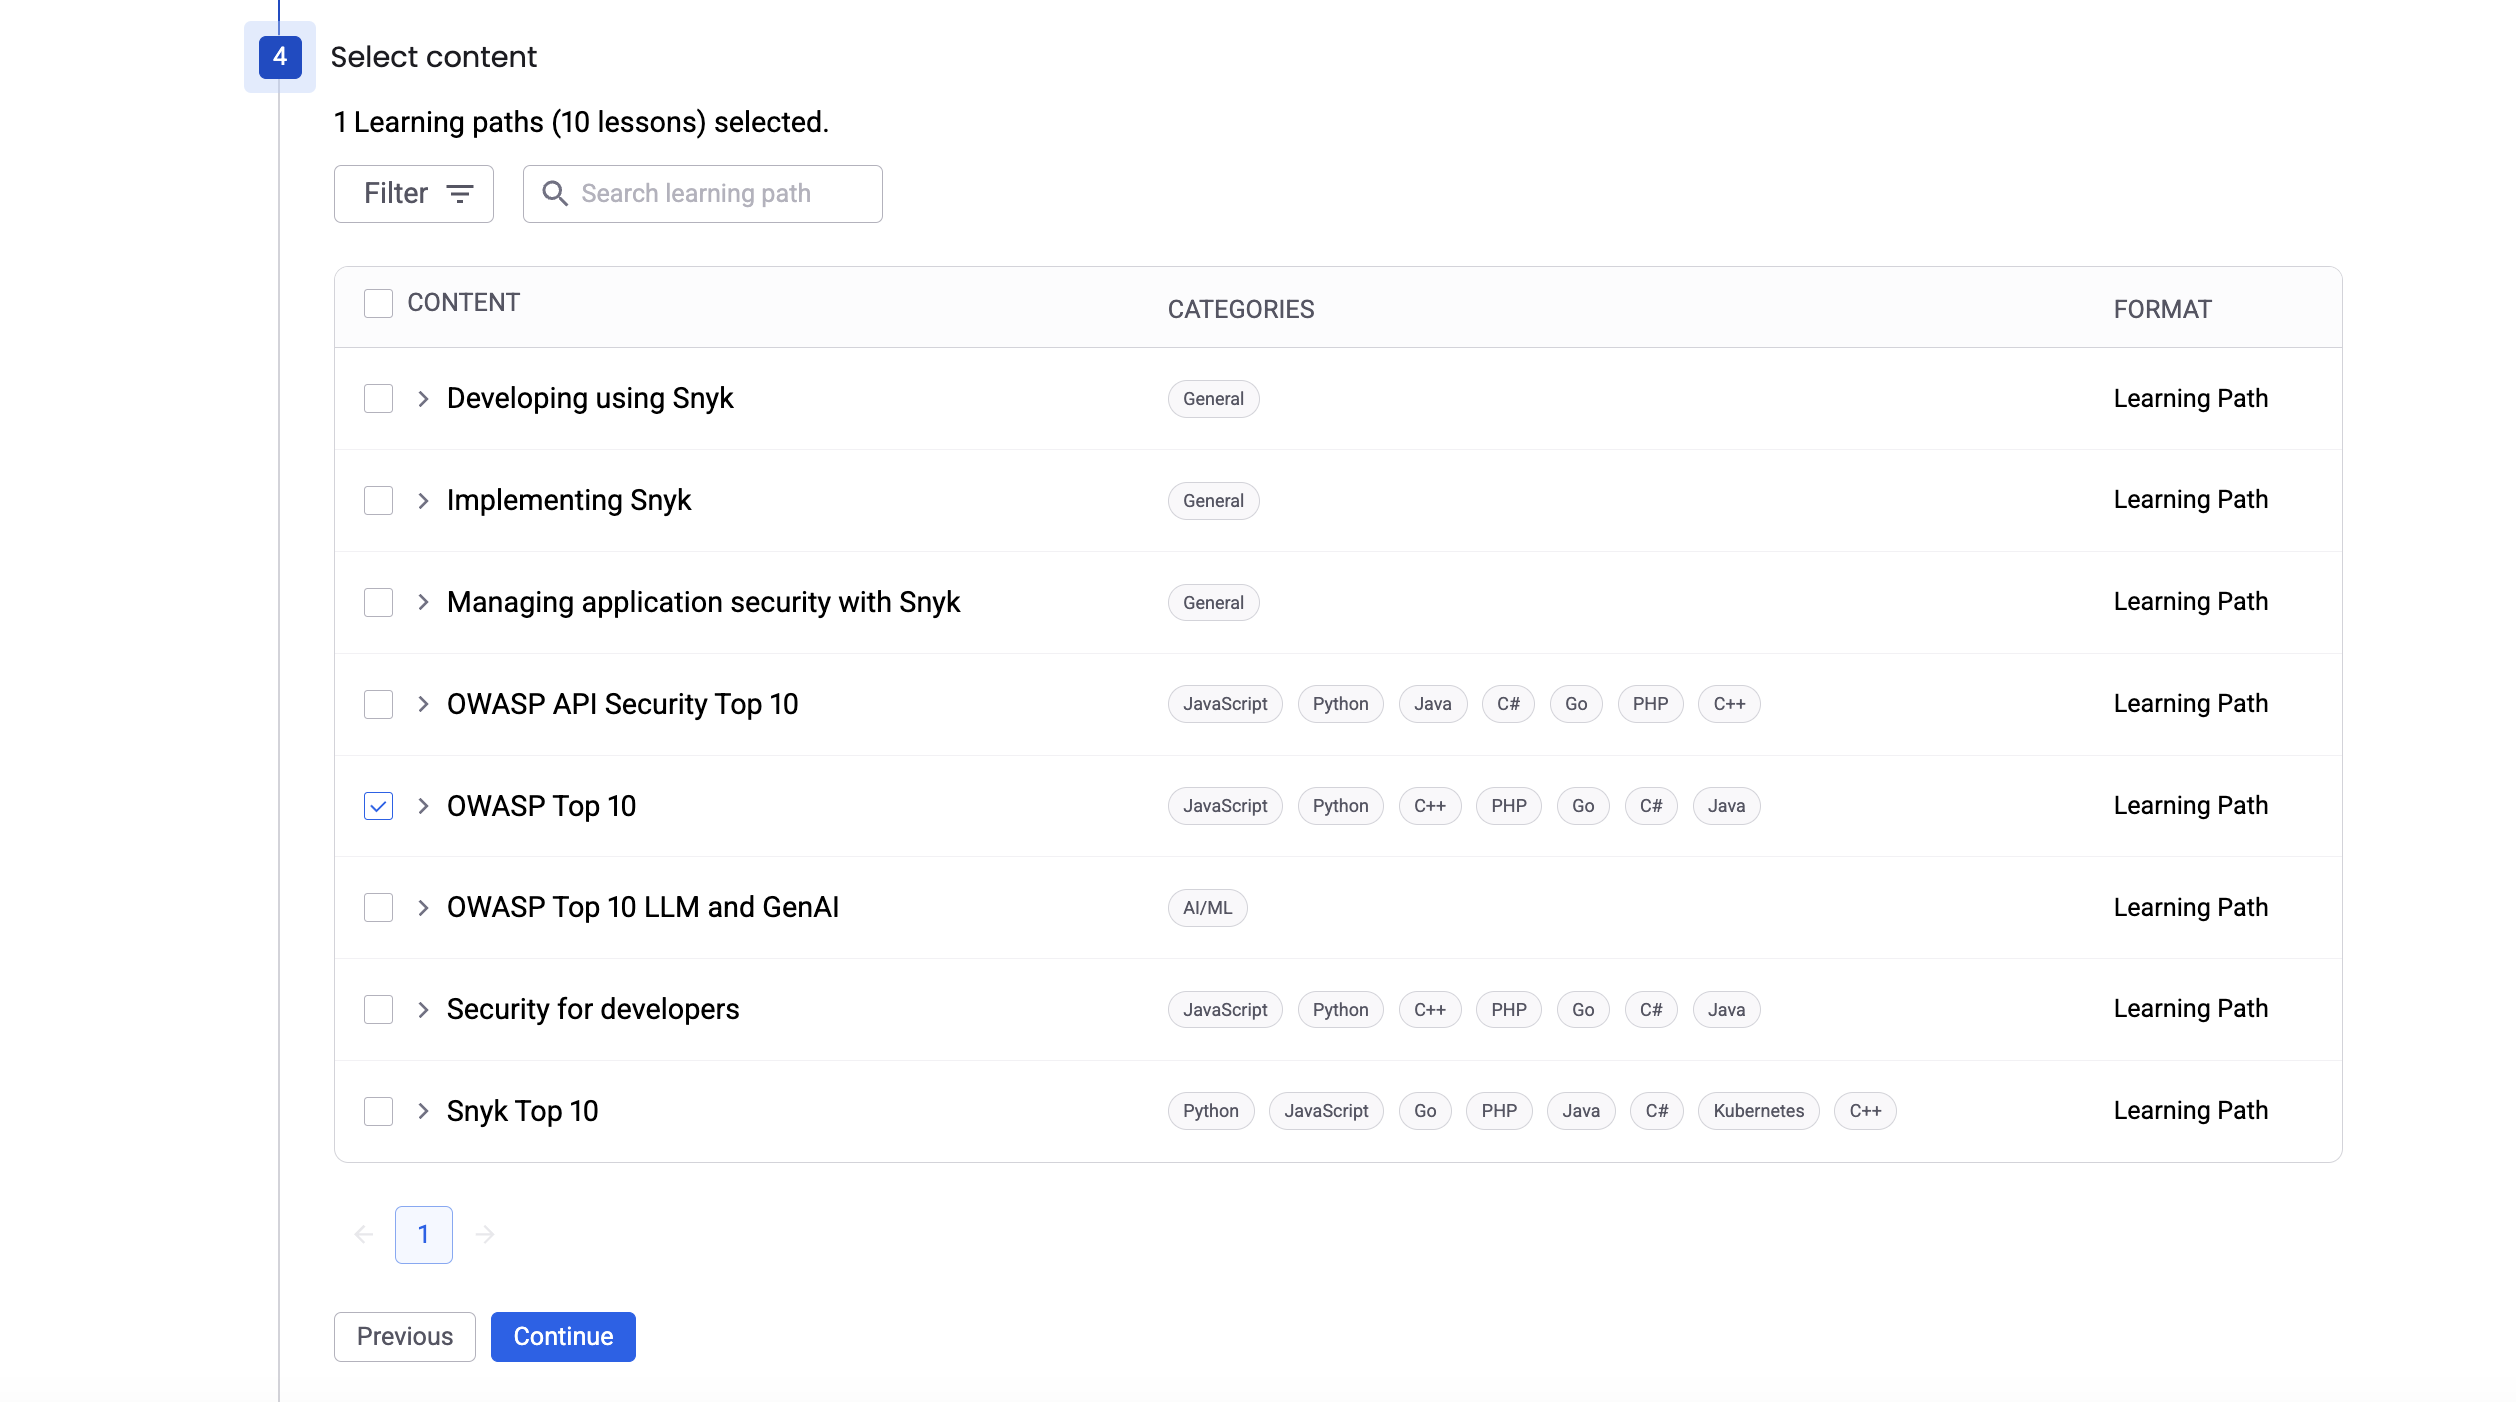 4 Select content
1 Learning paths (10 lessons) selected.
Filter Search learning path
CONTENT CATEGORIES FORMAT
Developing using Snyk General Learning Path
Implementing Snyk General Learning Path
Managing application security with Snyk General Learning Path
OWASP API Security Top 10 JavaScript Python Java C# Go PHP C++ Learning Path
OWASP Top 10 JavaScript Python C++ PHP Go C# Java Learning Path
OWASP Top 10 LLM and GenAI AI/ML Learning Path
Security for developers JavaScript Python C++ PHP Go C# Java Learning Path
Snyk Top 10 Python JavaScript Go PHP Java C# Kubernetes C++ Learning Path
1
Previous Continue